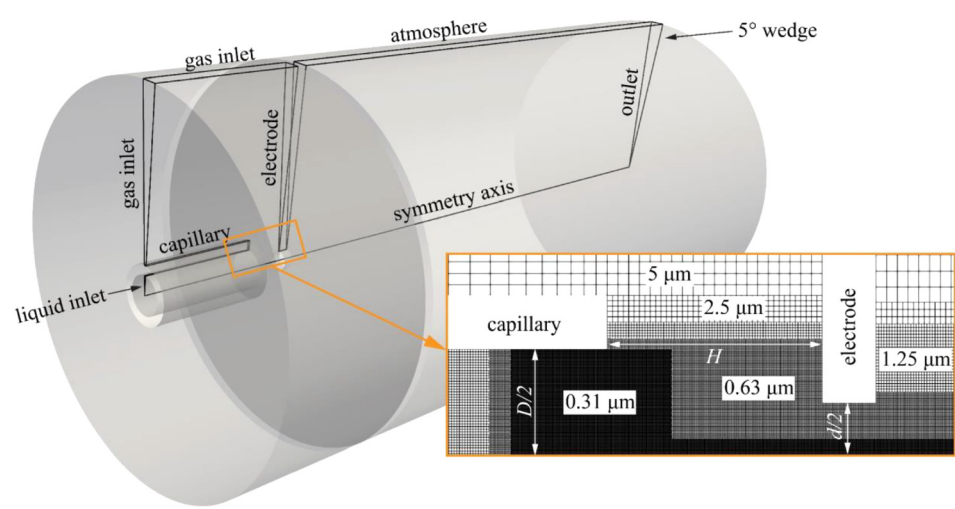 atmosphere
5° wedge
gas inlet
gas inlet
electrode
outlet
symmetry axis
capillary
liquid inlet
5 μm
2.5 μm
capillary
electrode
H
1.25 μm
D/2
0.31 μm
0.63 μm
d/2